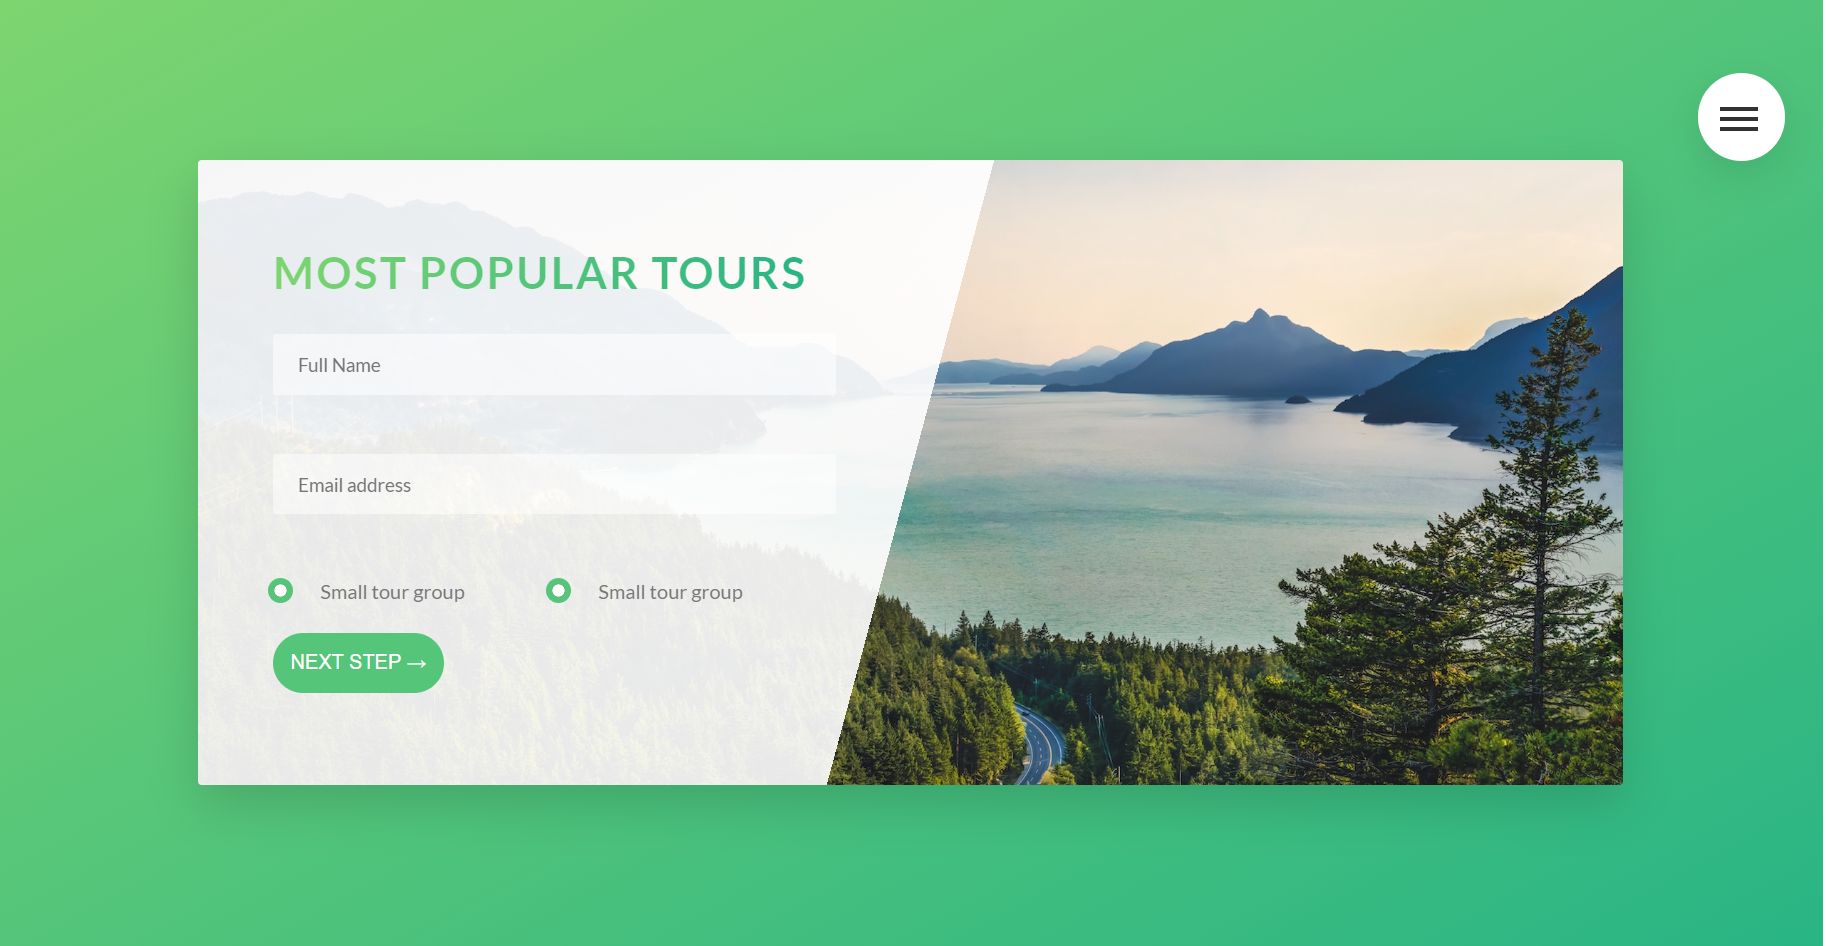 MOST POPULAR TOURS
Full Name
Email address
Small tour group Small tour group
NEXT STEP →